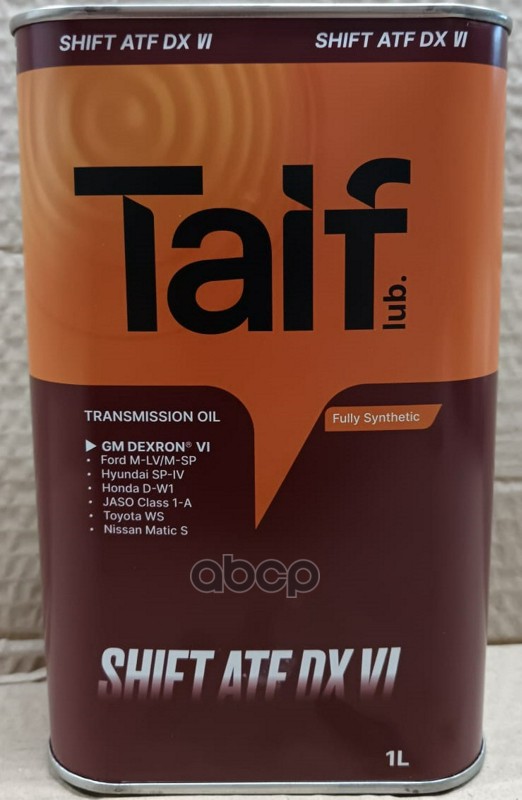 SHIFT ATF DX VI SHIFT ATF DX VI
Taif
lub.
TRANSMISSION OIL
Fully Synthetic
▶ GM DEXRON® VI
• Ford M-LV/M-SP
• Hyundai SP-IV
• Honda D-W1
• JASO Class 1-A
• Toyota WS
• Nissan Matic S
abcp
SHIFT ATF DX VI
1L